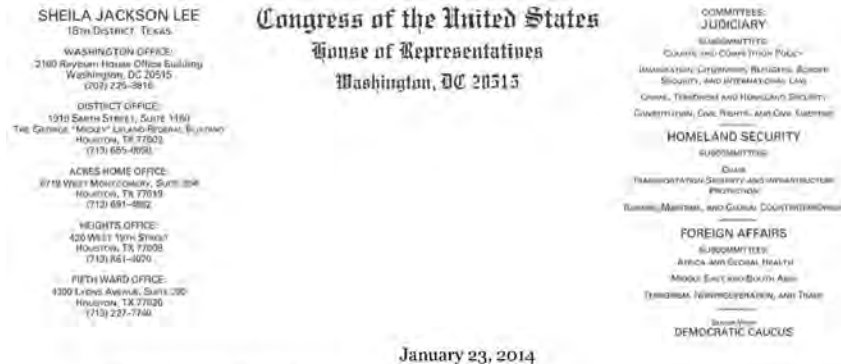 SHEILA JACKSON LEE
18TH DISTRICT, TEXAS
WASHINGTON OFFICE:
2160 Rayburn House Office Building
Washington, DC 20515
DISTRICT OFFICE:
1919 SMITH STREET, SUITE 1180
THE GEORGE "MICKEY" LELAND FEDERAL BUILDING
HOUSTON, TX 77002
ACRES HOME OFFICE:
6719 WEST MONTGOMERY, SUITE
HOUSTON, TX 77019
(713) 691-4882
HEIGHTS OFFICE:
420 WEST 19TH STREET
HOUSTON, TX 77008
(713) 861-4070
FIFTH WARD OFFICE:
4300 LYONS AVENUE, SUITE 200
HOUSTON, TX 77020
(713) 227-7740
Congress of the United States
House of Representatives
Washington, DC 20515
COMMITTEES:
JUDICIARY
SUBCOMMITTEES:
COURTS AND COMPETITION POLICY
IMMIGRATION, CITIZENSHIP, REFUGEES, BORDER
SECURITY, AND INTERNATIONAL LAW
CRIME, TERRORISM AND HOMELAND SECURITY
CONSTITUTION, CIVIL RIGHTS, AND CIVIL LIBERTIES
HOMELAND SECURITY
SUBCOMMITTEES:
CHAIR
TRANSPORTATION SECURITY AND INFRASTRUCTURE
PROTECTION
BORDER, MARITIME, AND GLOBAL COUNTERTERRORISM
FOREIGN AFFAIRS
SUBCOMMITTEES:
AFRICA AND GLOBAL HEALTH
MIDDLE EAST AND SOUTH ASIA
TERRORISM, NONPROLIFERATION, AND TRADE
SENIOR WHIP
DEMOCRATIC CAUCUS
January 23, 2014